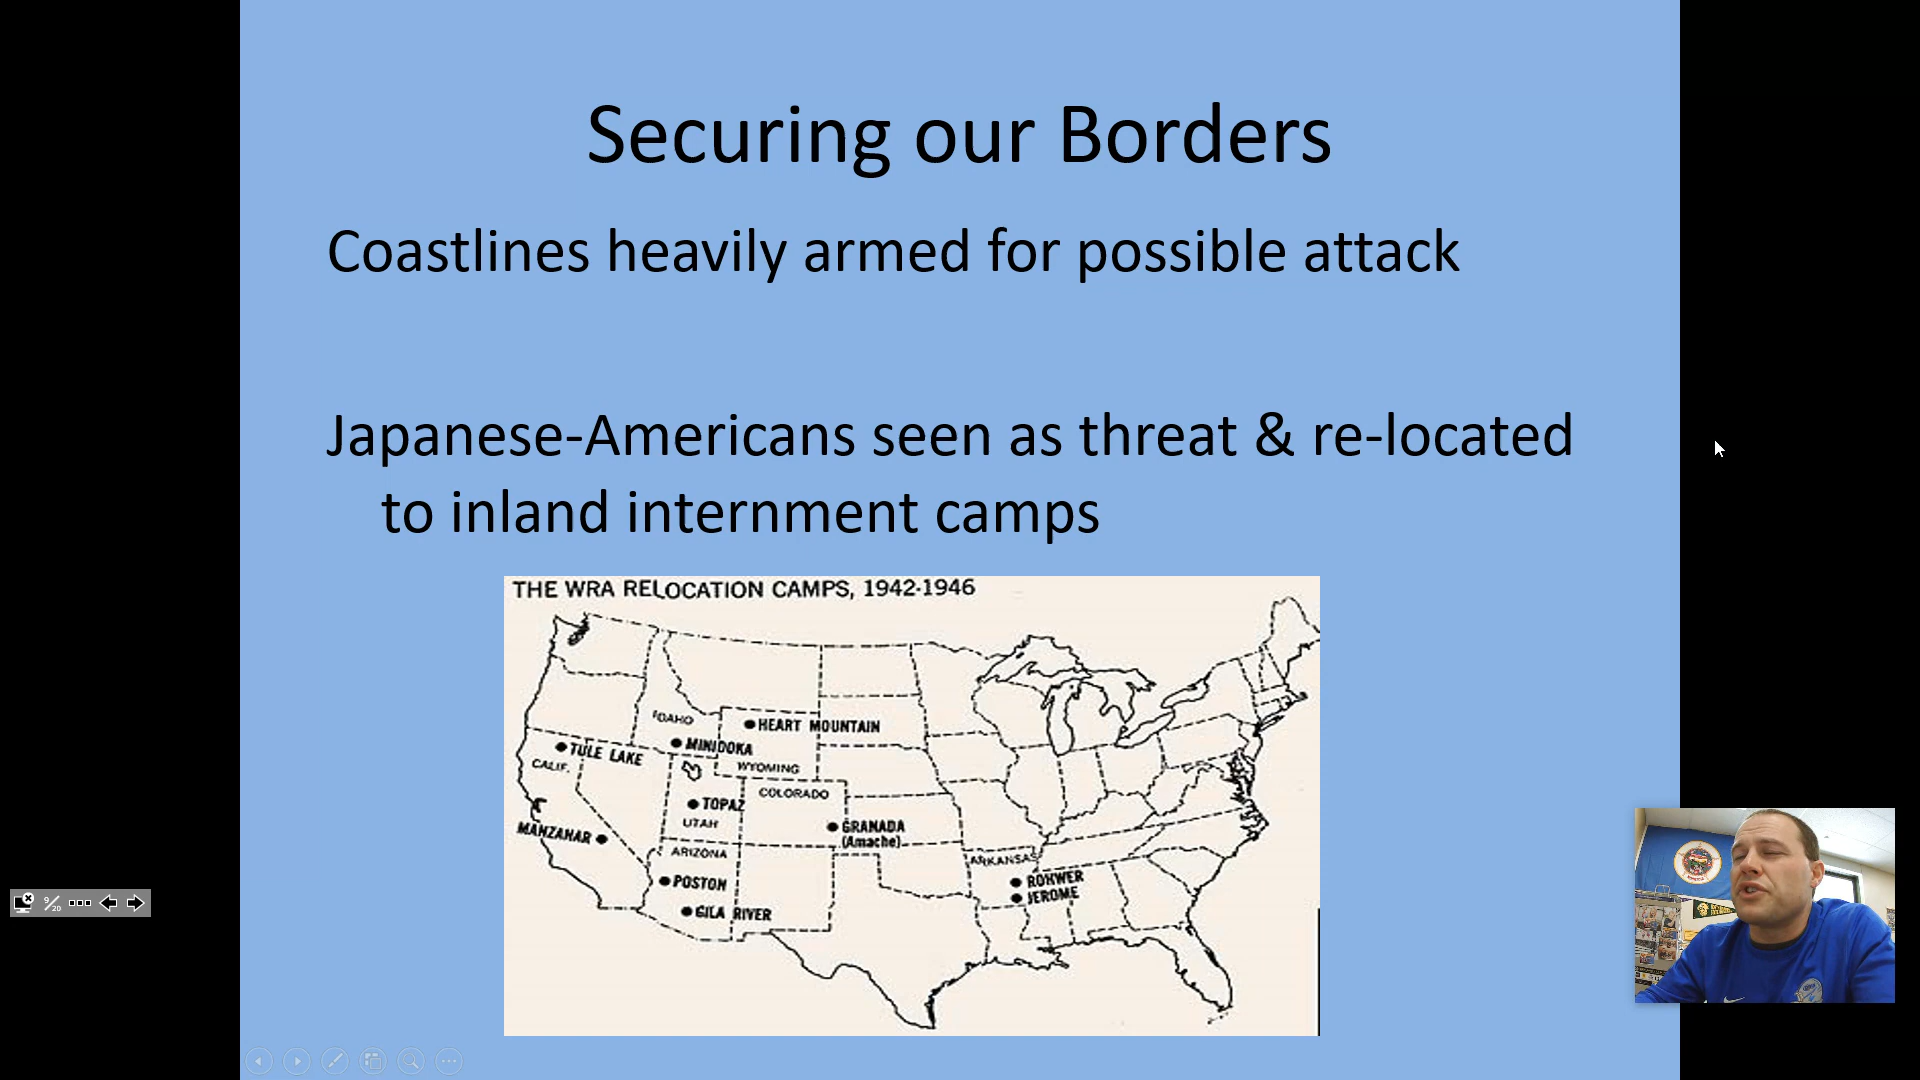 Securing our Borders
Coastlines heavily armed for possible attack
Japanese-Americans seen as threat & re-located
to inland internment camps
THE WRA RELOCATION CAMPS, 1942-1946
IDAHO
HEART MOUNTAIN
MINIDOKA
TULE LAKE
CALIF.
WYOMING
COLORADO
TOPAZ
UTAH
GRANADA
(Amache)
MANZANAR
ARIZONA
ARKANSAS
POSTON
ROHWER
JEROME
GILA RIVER
9/20